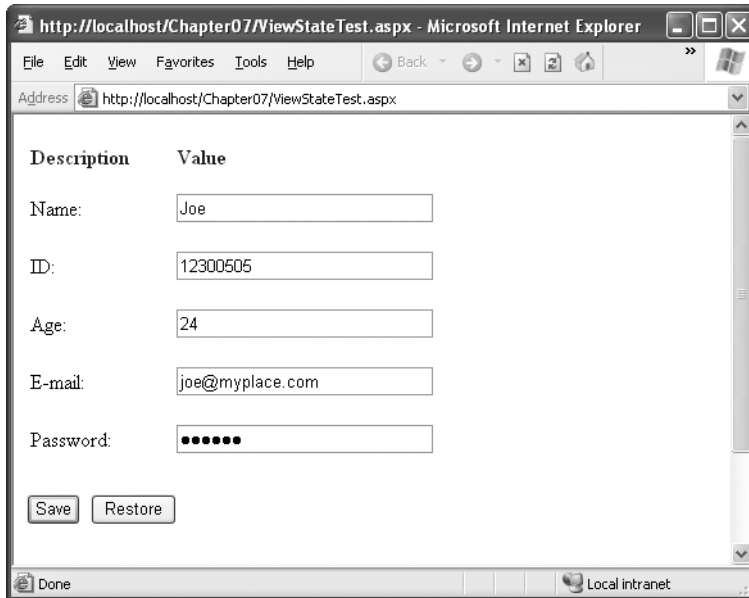 http://localhost/Chapter07/ViewStateTest.aspx - Microsoft Internet Explorer
File Edit View Favorites Tools Help Back »
Address http://localhost/Chapter07/ViewStateTest.aspx
Description Value
Name: Joe
ID: 12300505
Age: 24
E-mail: joe@myplace.com
Password: ●●●●●●
Save Restore
Done Local intranet